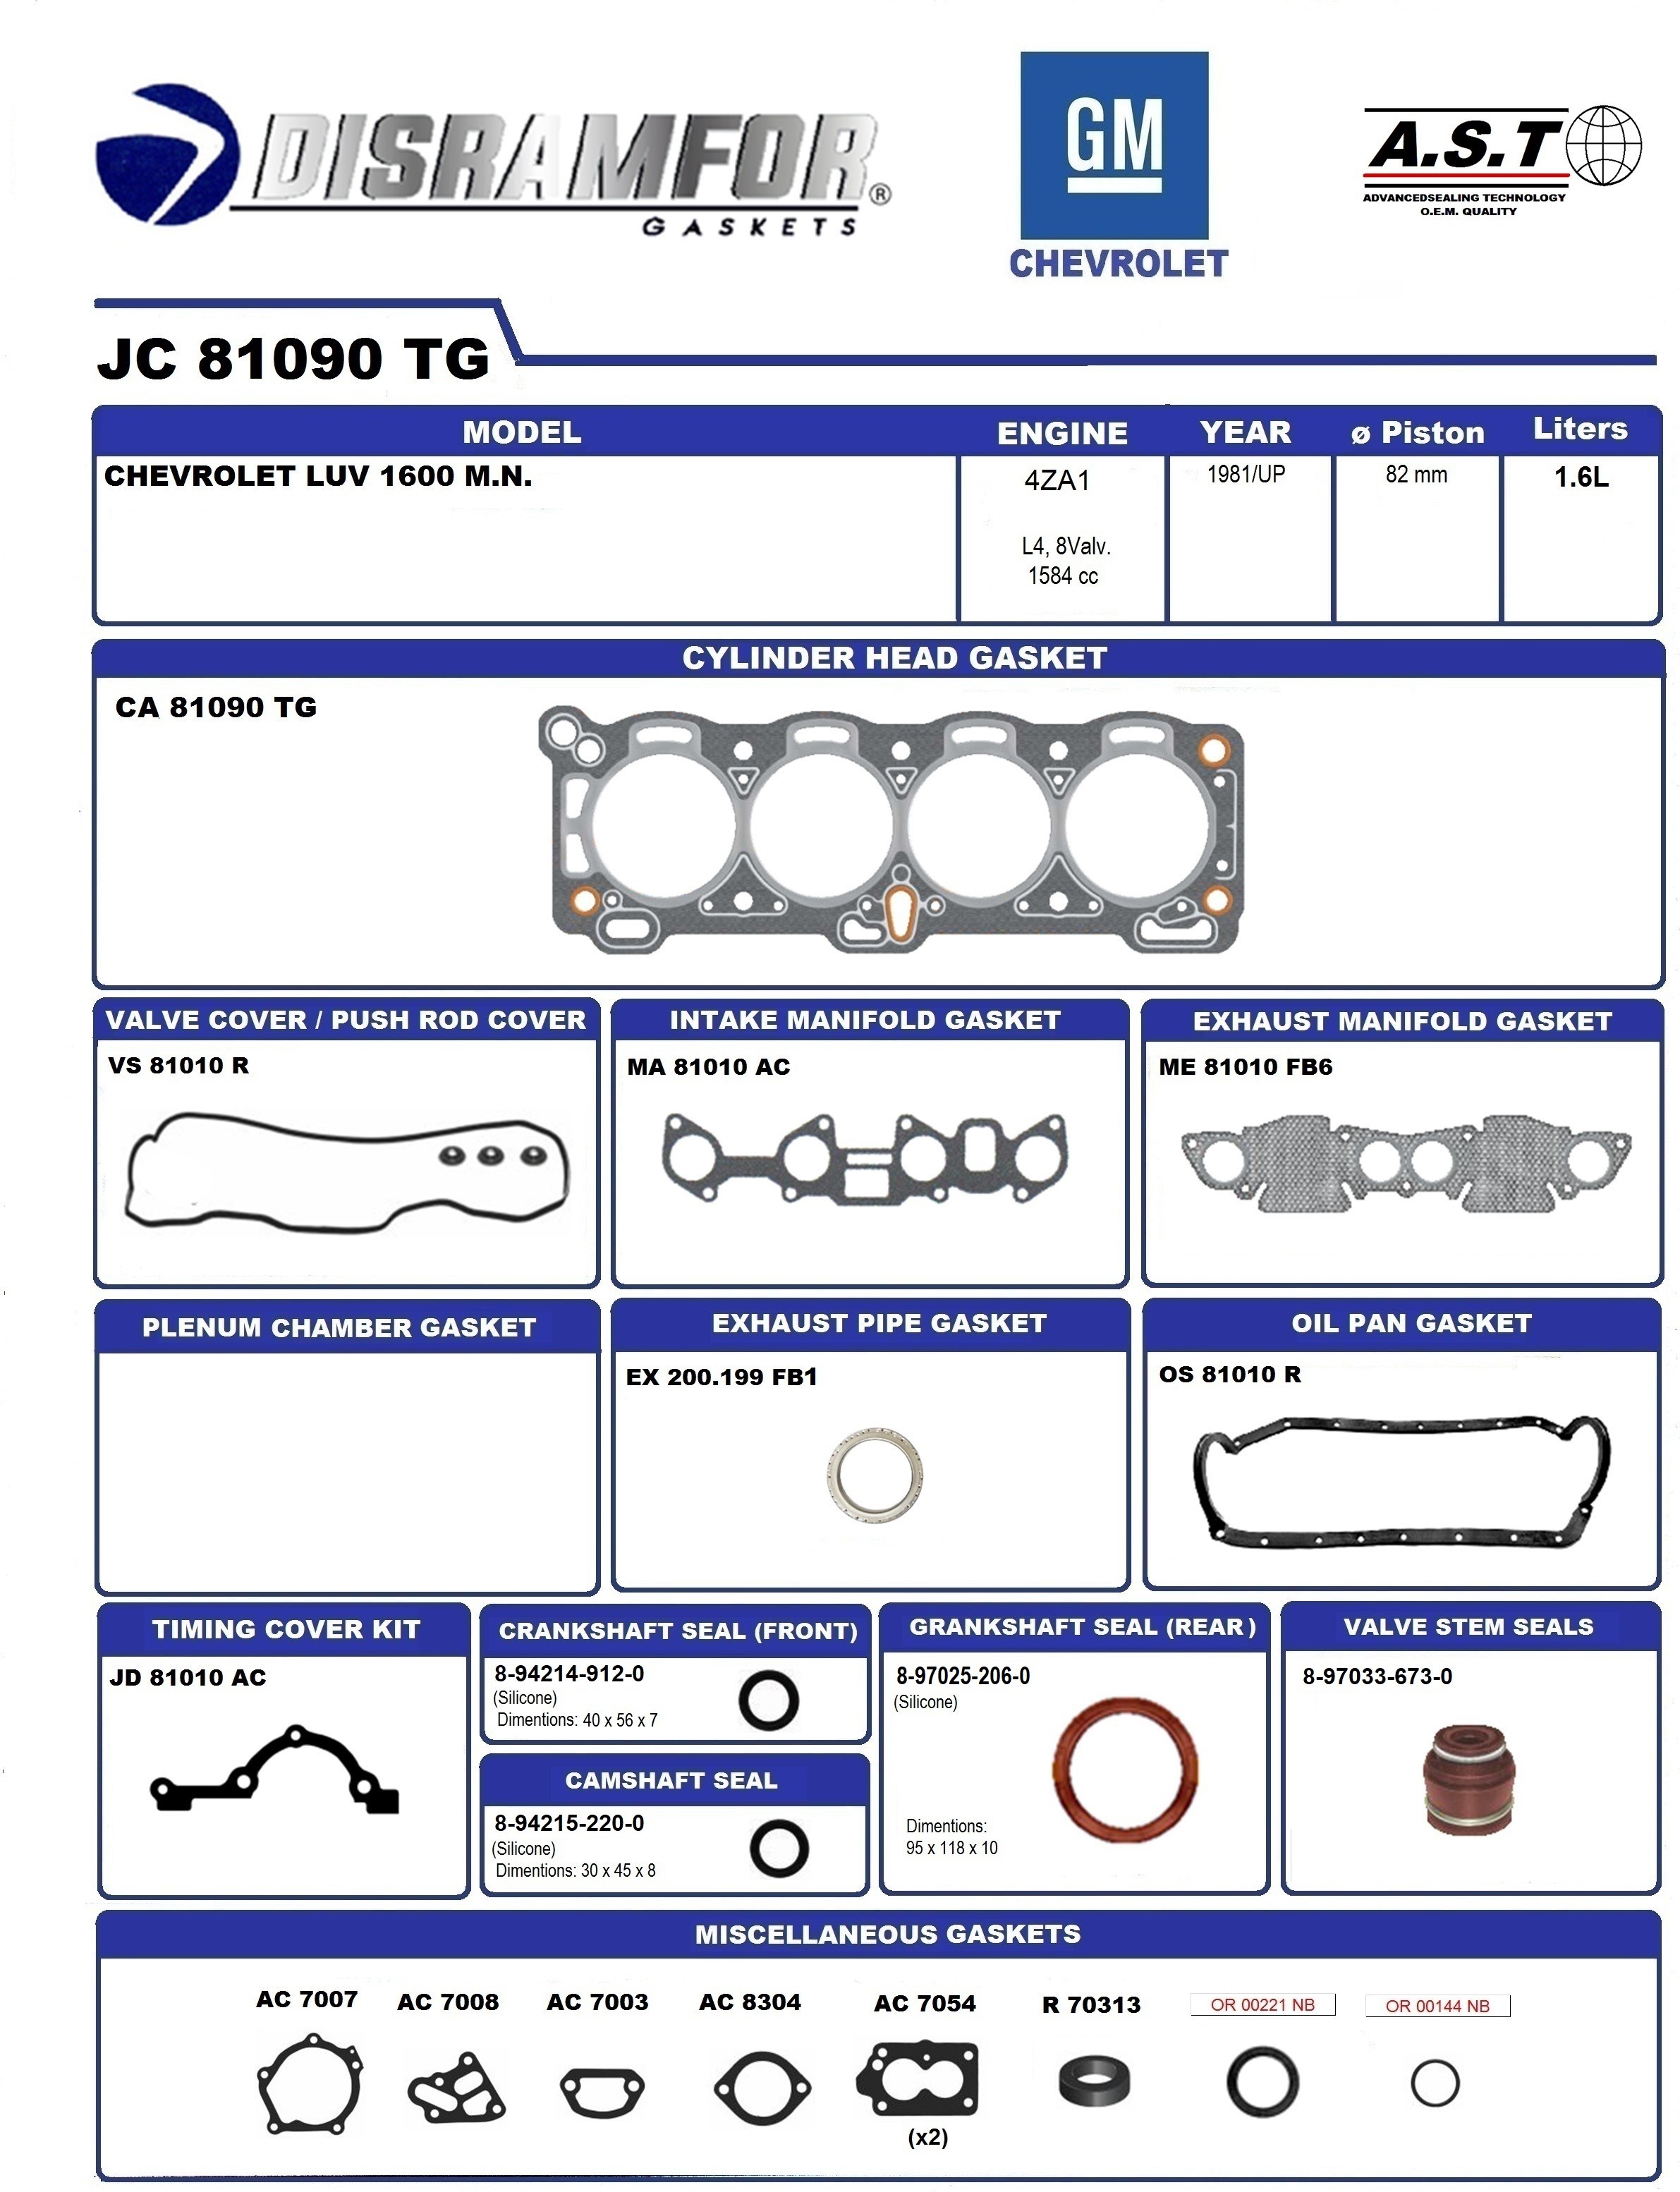 DISRAMFOR®
GASKETS
GM
CHEVROLET
A.S.T
ADVANCEDSEALING TECHNOLOGY
O.E.M. QUALITY
JC 81090 TG
MODEL ENGINE YEAR ø Piston Liters
CHEVROLET LUV 1600 M.N. 4ZA1 1981/UP 82 mm 1.6L
L4, 8Valv.
1584 cc
CYLINDER HEAD GASKET
CA 81090 TG
VALVE COVER / PUSH ROD COVER
VS 81010 R
INTAKE MANIFOLD GASKET
MA 81010 AC
EXHAUST MANIFOLD GASKET
ME 81010 FB6
PLENUM CHAMBER GASKET
EXHAUST PIPE GASKET
EX 200.199 FB1
OIL PAN GASKET
OS 81010 R
TIMING COVER KIT
JD 81010 AC
CRANKSHAFT SEAL (FRONT)
8-94214-912-0
(Silicone)
Dimentions: 40 x 56 x 7
CAMSHAFT SEAL
8-94215-220-0
(Silicone)
Dimentions: 30 x 45 x 8
GRANKSHAFT SEAL (REAR)
8-97025-206-0
(Silicone)
Dimentions:
95 x 118 x 10
VALVE STEM SEALS
8-97033-673-0
MISCELLANEOUS GASKETS
AC 7007 AC 7008 AC 7003 AC 8304 AC 7054 R 70313 OR 00221 NB OR 00144 NB
(x2)